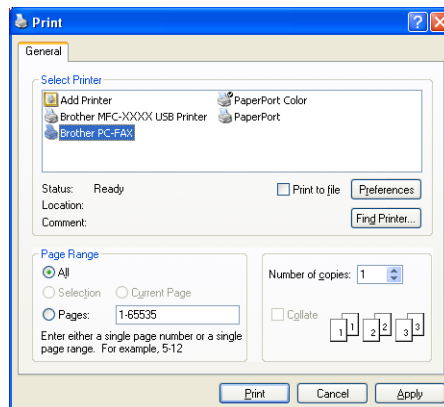 Print
General
Select Printer
Add Printer
PaperPort Color
Brother MFC-XXXX USB Printer
PaperPort
Brother PC-FAX
Status: Ready
Print to file
Preferences
Location:
Comment:
Find Printer...
Page Range
All
Selection
Current Page
Pages: 1-65535
Enter either a single page number or a single
page range. For example, 5-12
Number of copies: 1
Collate
1 1 2 2 3 3
Print
Cancel
Apply